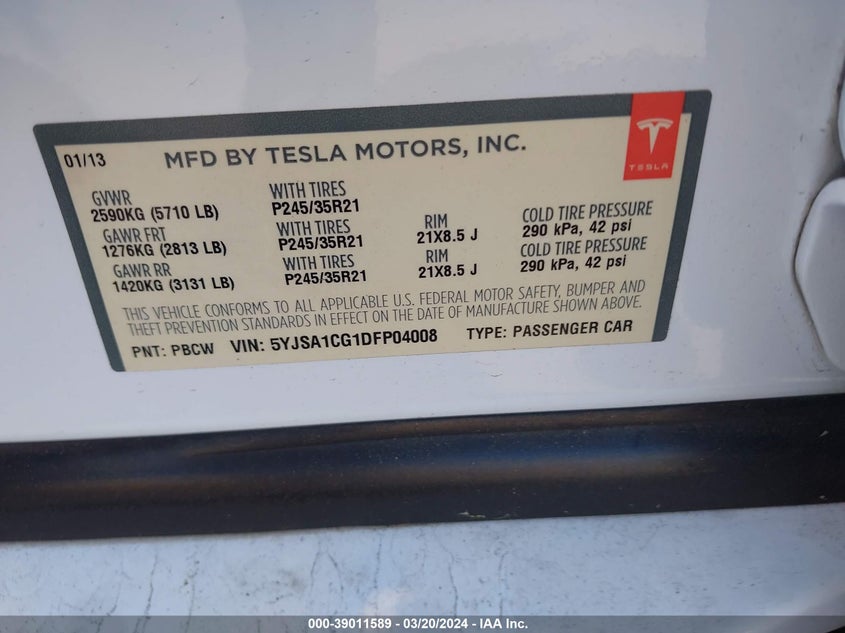 01/13 MFD BY TESLA MOTORS, INC.
TESLA
GVWR WITH TIRES
2590KG (5710 LB) P245/35R21
GAWR FRT WITH TIRES RIM COLD TIRE PRESSURE
1276KG (2813 LB) P245/35R21 21X8.5 J 290 kPa, 42 psi
GAWR RR WITH TIRES RIM COLD TIRE PRESSURE
1420KG (3131 LB) P245/35R21 21X8.5 J 290 kPa, 42 psi
THIS VEHICLE CONFORMS TO ALL APPLICABLE U.S. FEDERAL MOTOR SAFETY, BUMPER AND
THEFT PREVENTION STANDARDS IN EFFECT ON THE DATE OF MANUFACTURE SHOWN ABOVE.
PNT: PBCW VIN: 5YJSA1CG1DFP04008 TYPE: PASSENGER CAR
000-39011589 - 03/20/2024 - IAA Inc.